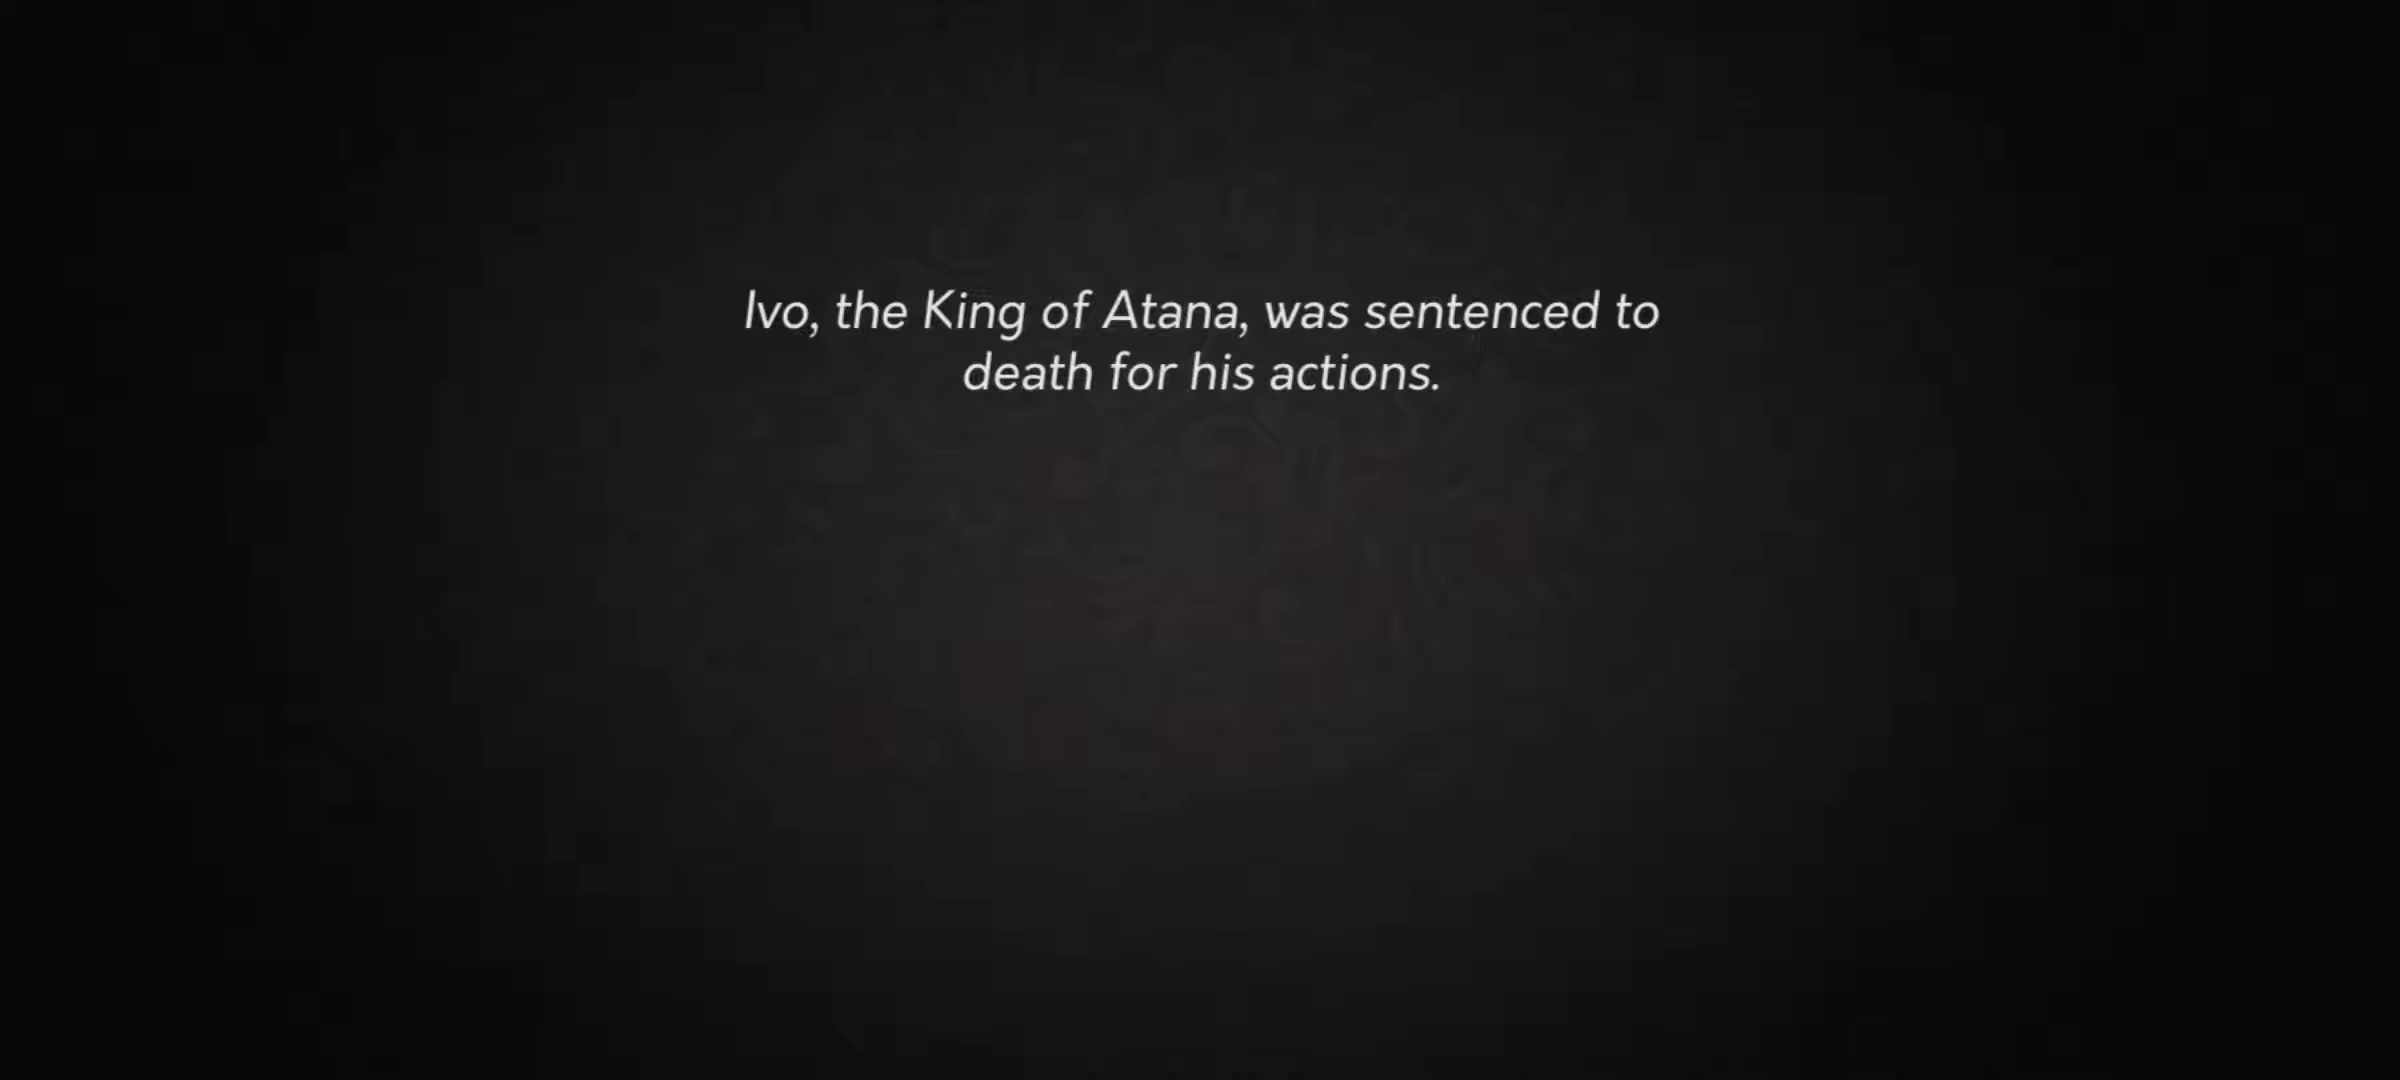 Ivo, the King of Atana, was sentenced to
death for his actions.